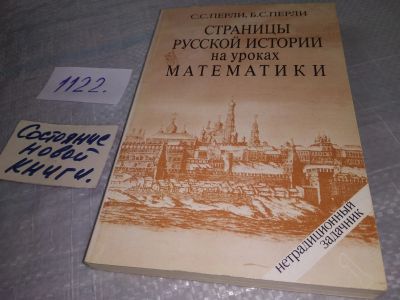 С.С.ПЕРЛИ, Б.С.ПЕРЛИ
СТРАНИЦЫ
РУССКОЙ ИСТОРИИ
на уроках
МАТЕМАТИКИ
нетрадиционный
задачник
1122.
Состояние
новой
книги.